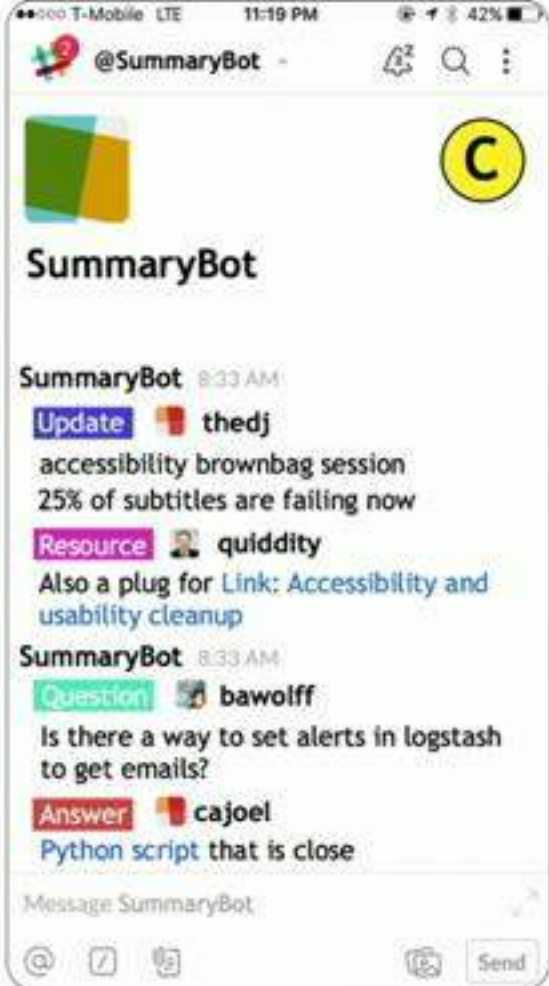 T-Mobile LTE 11:19 PM 42%
2 @SummaryBot
C
SummaryBot
SummaryBot 8:33 AM
Update thedj
accessibility brownbag session
25% of subtitles are failing now
Resource quiddity
Also a plug for Link: Accessibility and
usability cleanup
SummaryBot 8:33 AM
Question bawolff
Is there a way to set alerts in logstash
to get emails?
Answer cajoel
Python script that is close
Message SummaryBot
@ / Send